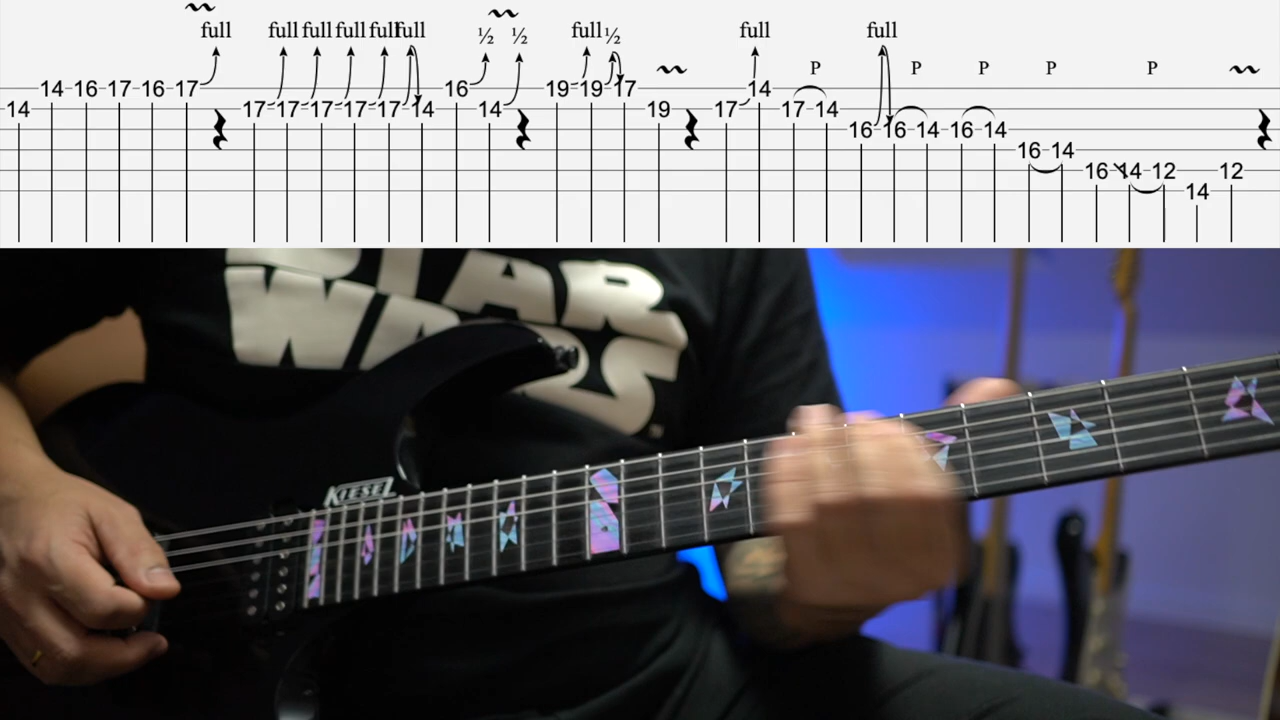 full full full full full full ½ ½ full ½ full full
P P P P P
14 16 17 16 17 16 19 19 17 14
14 17 17 17 17 17 14 14 19 17 17 14
16 16 14 16 14
16 14
16 14 12 12
14
STAR
WARS
KIESEL